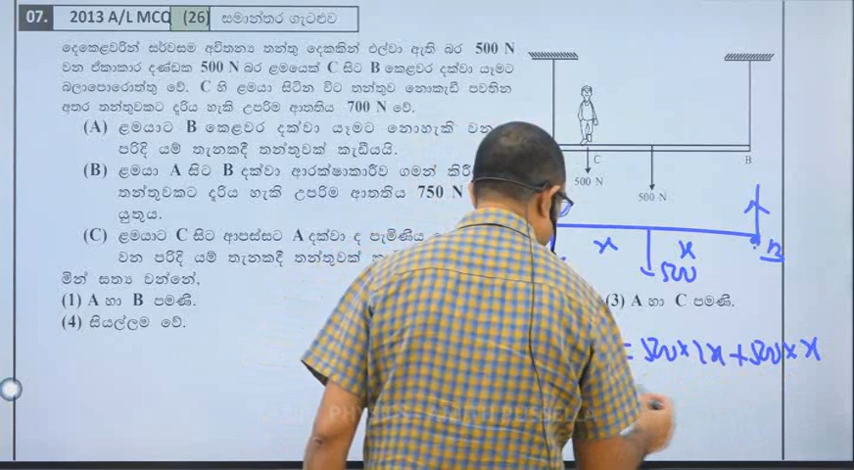 07. 2013 A/L MCQ (26) සමාන්තර ගැටළුව
දෙකෙළවරින් සර්වසම අවිතන්‍ය තන්තු දෙකකින් එල්වා ඇති බර 500 N
වන ඒකාකාර දණ්ඩක 500 N බර ළමයෙක් C සිට B කෙළවර දක්වා යෑමට
බලාපොරොත්තු වේ. C හි ළමයා සිටින විට තන්තුව නොකැඩී පවතින
අතර තන්තුවකට දැරිය හැකි උපරිම ආතතිය 700 N වේ.
(A) ළමයාට B කෙළවර දක්වා යෑමට නොහැකි වන
පරිදි යම් තැනකදී තන්තුවක් කැඩීයයි.
(B) ළමයා A සිට B දක්වා ආරක්ෂාකාරීව ගමන්
තන්තුවකට දැරිය හැකි උපරිම ආතතිය 750 N
යුතුය.
(C) ළමයාට C සිට ආපස්සට A දක්වා ද පැමිණිය
වන පරිදි යම් තැනකදී තන්තුවක්
මින් සත්‍ය වන්නේ,
(1) A හා B පමණි.
(3) A හා C පමණි.
(4) සියල්ලම වේ.
C
B
500 N
500 N
x
x
500
B
= 500 × 2x + 500 × x